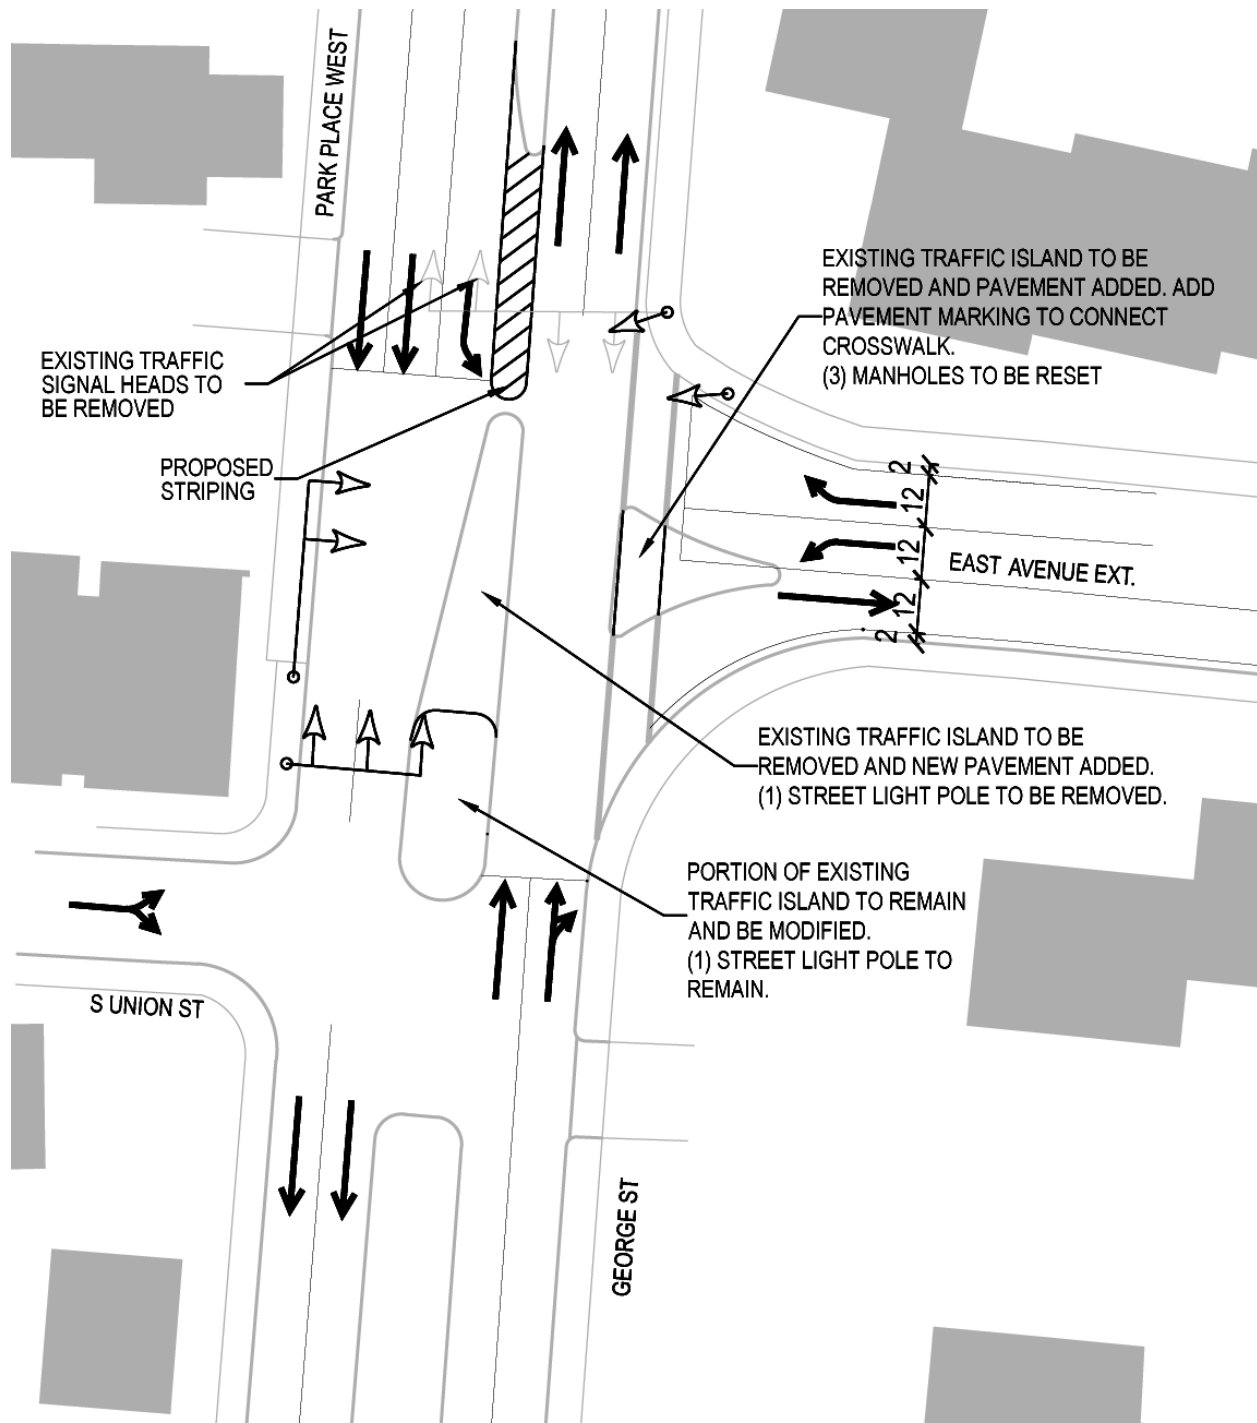 PARK PLACE WEST
EXISTING TRAFFIC ISLAND TO BE
REMOVED AND PAVEMENT ADDED. ADD
PAVEMENT MARKING TO CONNECT
CROSSWALK.
(3) MANHOLES TO BE RESET
EXISTING TRAFFIC
SIGNAL HEADS TO
BE REMOVED
PROPOSED
STRIPING
2
12
12
12
2
EAST AVENUE EXT.
EXISTING TRAFFIC ISLAND TO BE
REMOVED AND NEW PAVEMENT ADDED.
(1) STREET LIGHT POLE TO BE REMOVED.
PORTION OF EXISTING
TRAFFIC ISLAND TO REMAIN
AND BE MODIFIED.
(1) STREET LIGHT POLE TO
REMAIN.
S UNION ST
GEORGE ST